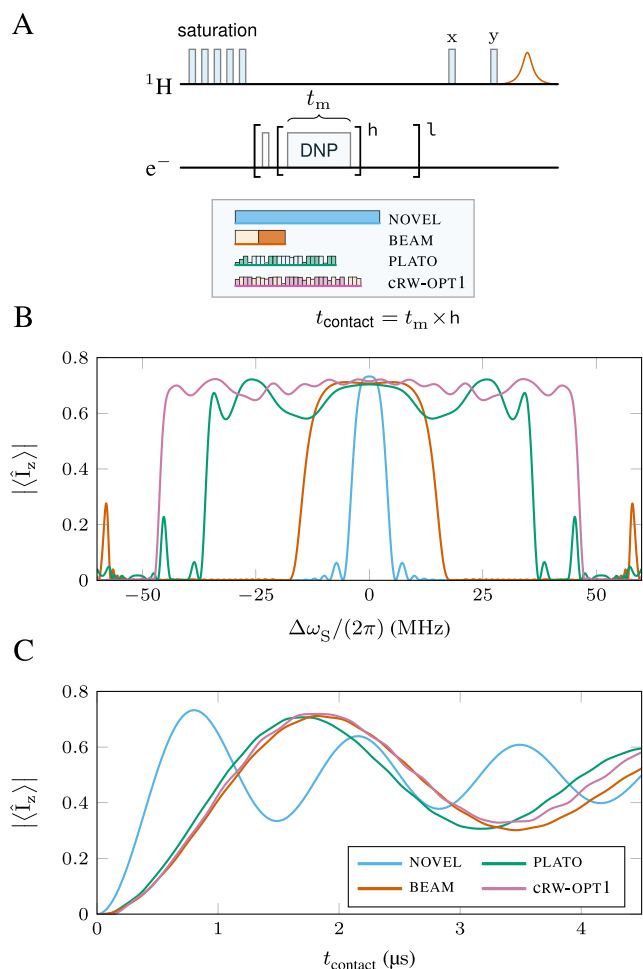 A
saturation
x y
¹H
tₘ
h l
DNP
e⁻
NOVEL
BEAM
PLATO
cRW-OPT1
t_contact = tₘ × h
B
0.8
0.6
0.4
0.2
0
|⟨Î_z⟩|
−50 −25 0 25 50
Δω_S/(2π) (MHz)
C
0.8
0.6
0.4
0.2
0
|⟨Î_z⟩|
NOVEL PLATO
BEAM cRW-OPT1
0 1 2 3 4
t_contact (µs)